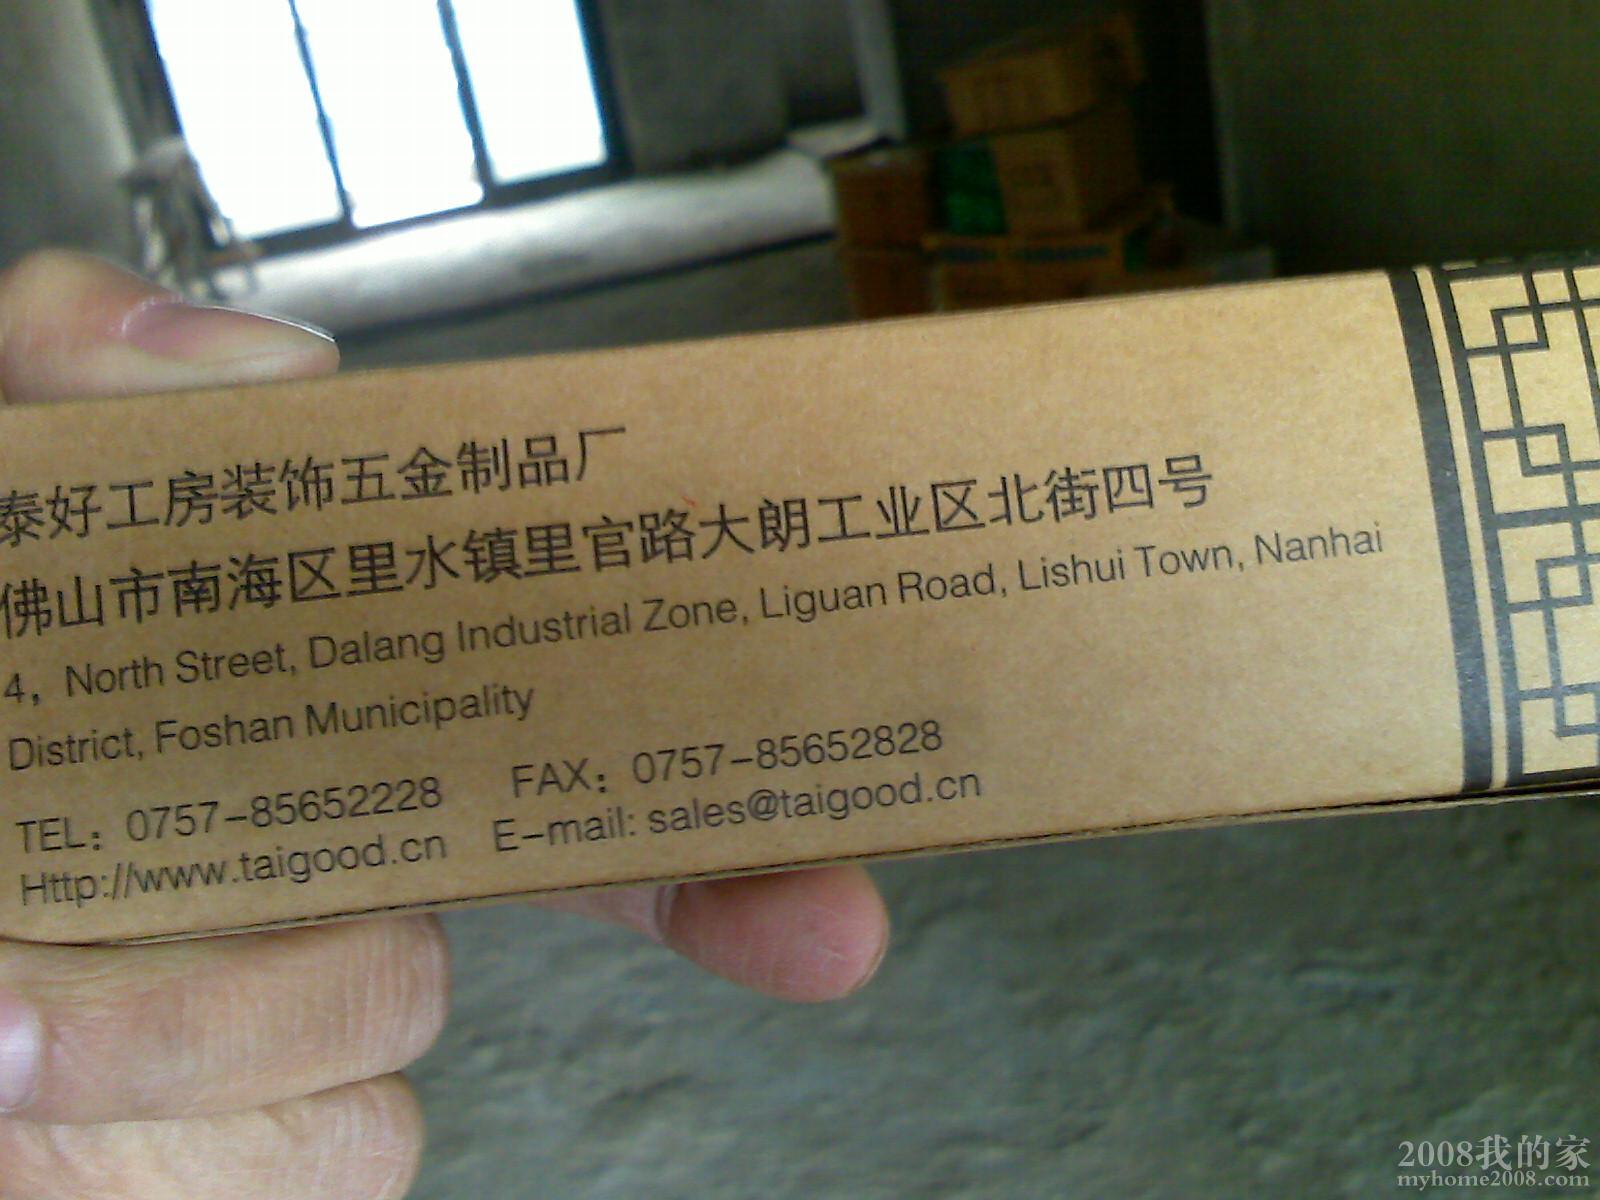 泰好工房装饰五金制品厂
佛山市南海区里水镇里官路大朗工业区北街四号
4，North Street, Dalang Industrial Zone, Liguan Road, Lishui Town, Nanhai
District, Foshan Municipality
TEL：0757-85652228 FAX：0757-85652828
Http://www.taigood.cn E-mail: sales@taigood.cn
2008我的家
myhome2008.com